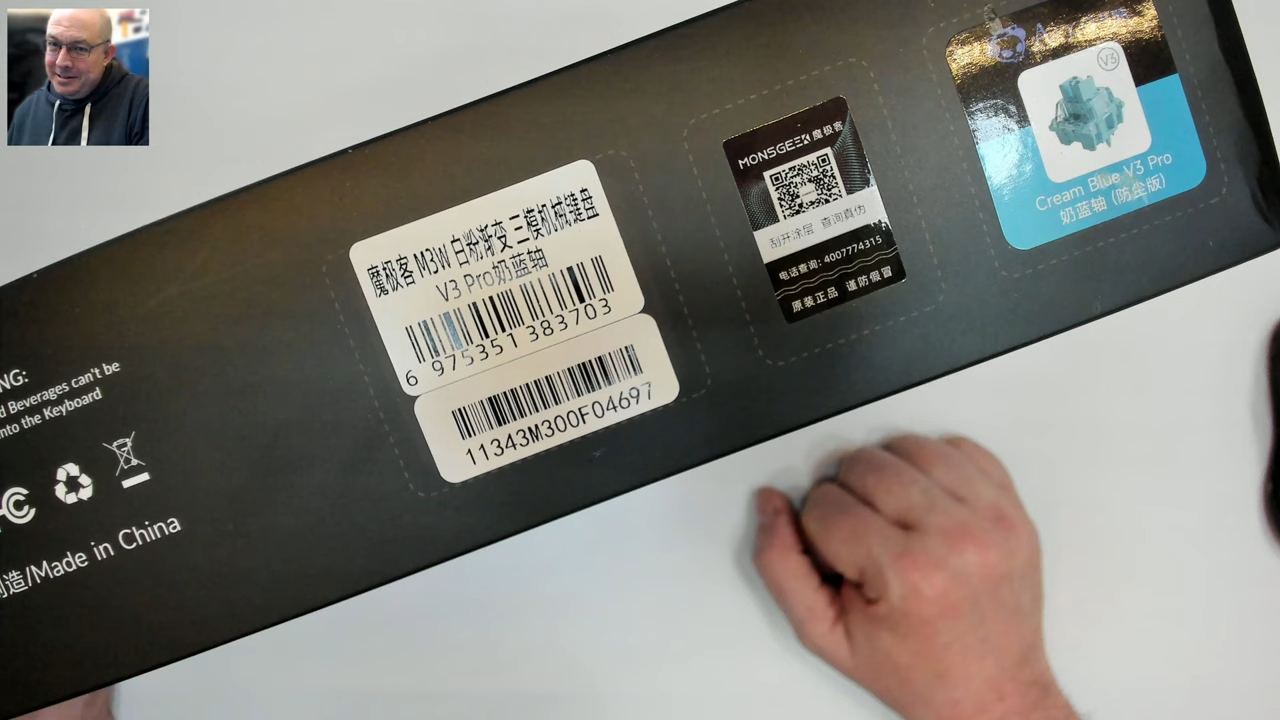 NG:
d Beverages can't be
nto the Keyboard
造/Made in China
魔极客 M3W 白粉渐变 三模机械键盘
V3 Pro奶蓝轴
6 975351 383703
11343M300F04697
MONSGEEK 魔极客
刮开涂层 查询真伪
电话查询: 4007774315
原装正品 谨防假冒
V3
Cream Blue V3 Pro
奶蓝轴 (防尘版)